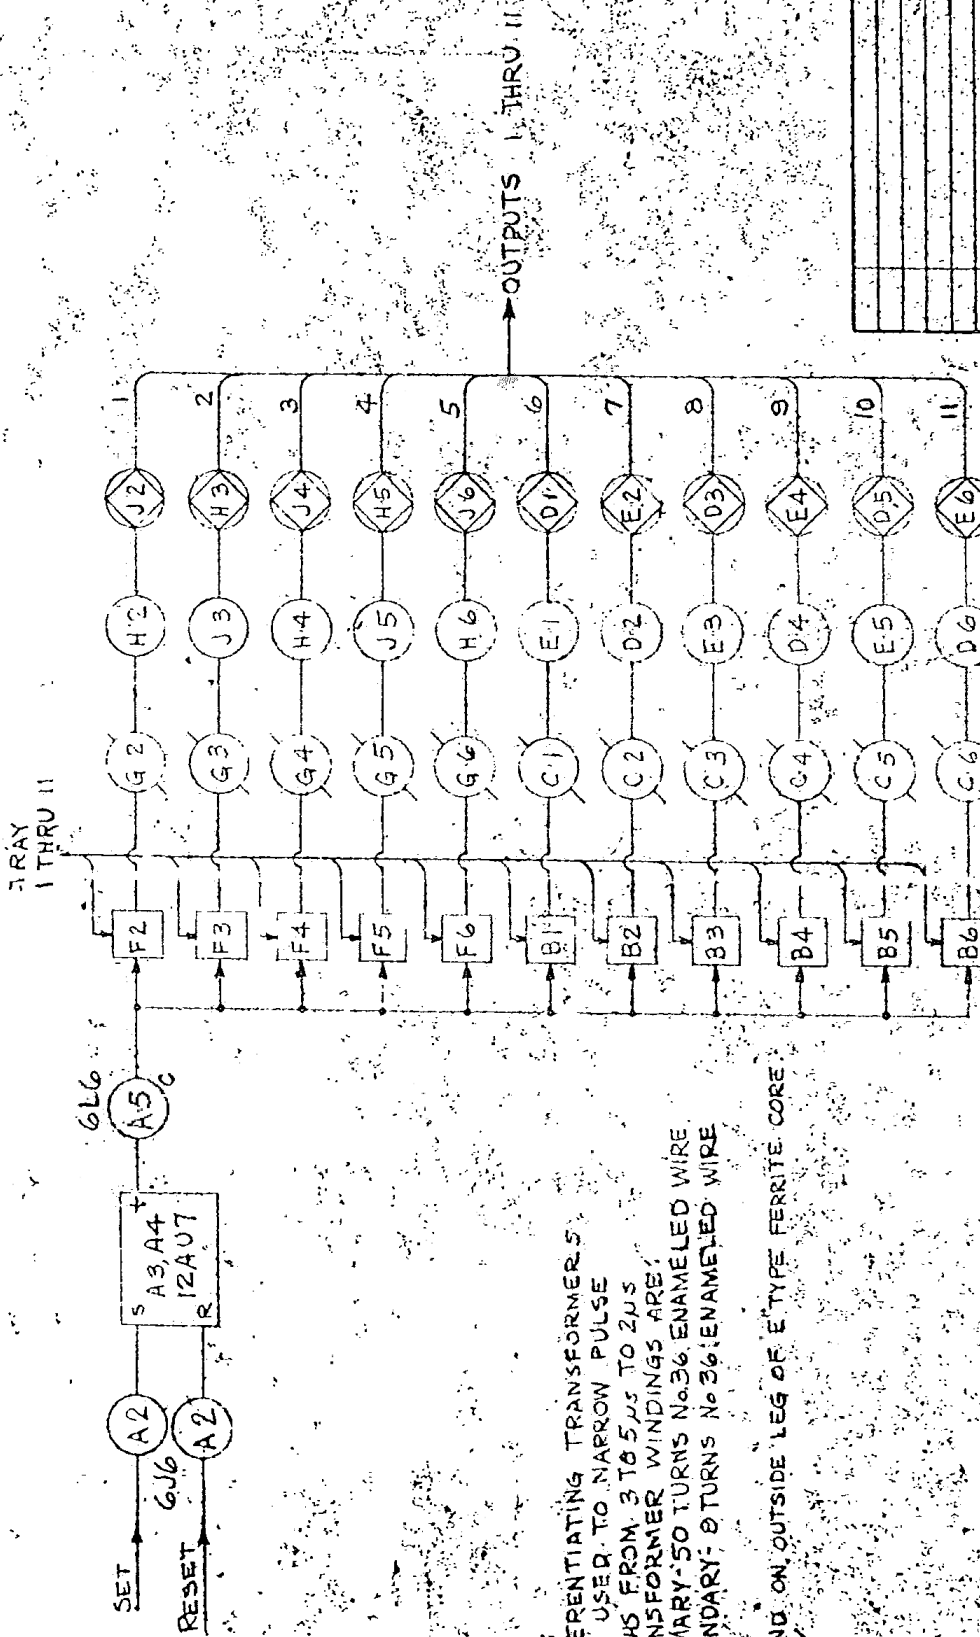 SET
RESET
A2
6J6
A2
S
A3, A4 +
12AU7
R
6L6
A5
C
1 THRU 11
F2 G2 H2 J2 1
F3 G3 J3 H3 2
F4 G4 H4 J4 3
F5 G5 J5 H5 4
F6 G6 H6 J6 5
B1 C1 E1 D1 6
B2 C2 D2 E2 7
B3 C3 E3 D3 8
B4 C4 D4 E4 9
B5 C5 E5 D5 10
B6 C6 D6 E6 11
OUTPUTS 1 THRU 11
ERENTIATING TRANSFORMERS
USED TO NARROW PULSE
HS FROM 3 TO 5 µs TO 2 µs
NSFORMER WINDINGS ARE:
MARY-50 TURNS No.36 ENAMELED WIRE
NDARY-8 TURNS No 36 ENAMELED WIRE
ND ON OUTSIDE LEG OF E TYPE FERRITE CORE.